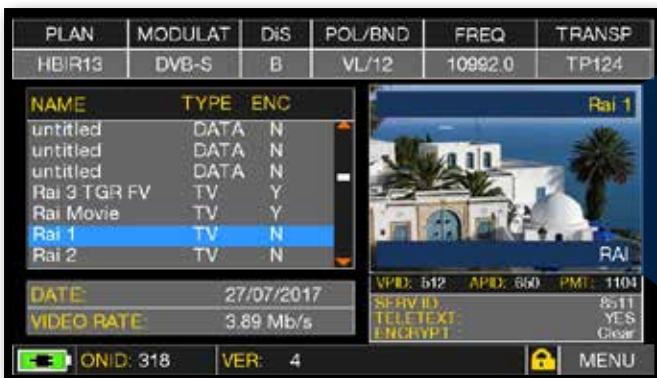 PLAN MODULAT DiS POL/BND FREQ TRANSP
HBIR13 DVB-S B VL/12 10992.0 TP124
NAME TYPE ENC
untitled DATA N
untitled DATA N
untitled DATA N
Rai 3 TGR FV TV Y
Rai Movie TV Y
Rai 1 TV N
Rai 2 TV N
DATE: 27/07/2017
VIDEO RATE: 3.89 Mb/s
Rai 1
RAI
VPID: 512 APID: 650 PMT: 1104
SERV ID: 8511
TELETEXT: YES
ENCRYPT: Clear
ONID: 318 VER: 4 MENU